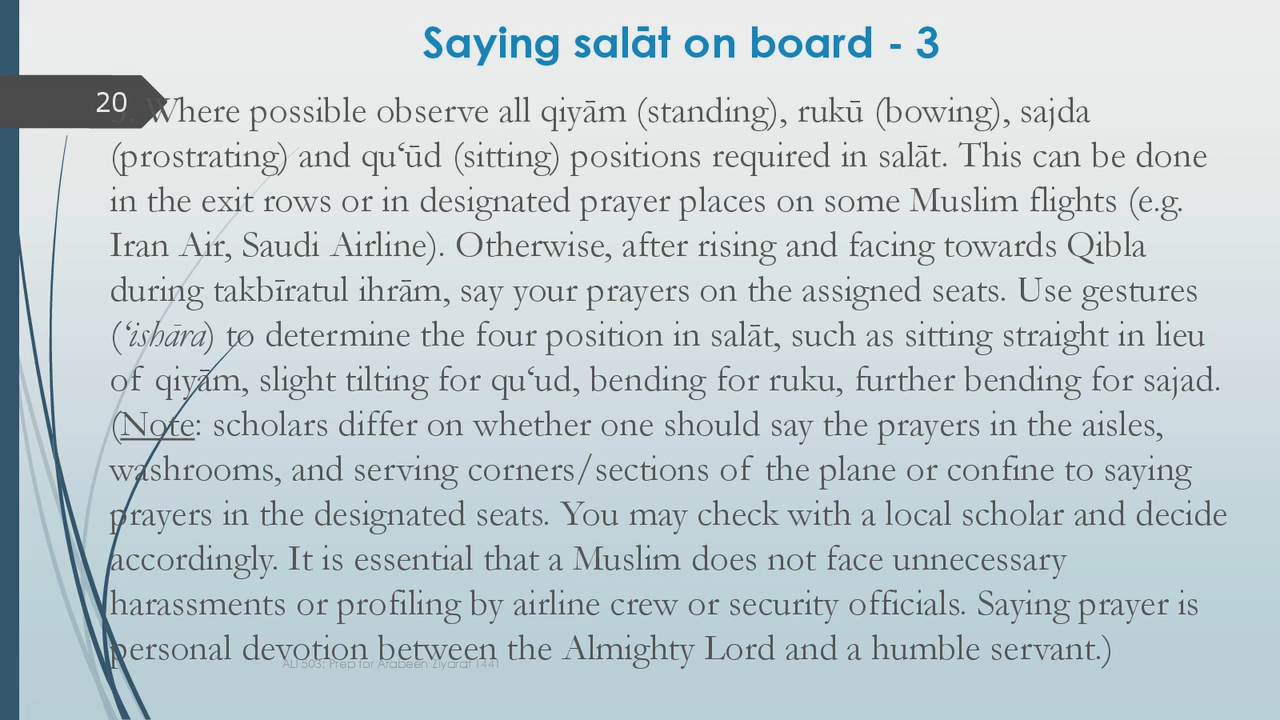 Saying salāt on board - 3
20
5. Where possible observe all qiyām (standing), rukū (bowing), sajda
(prostrating) and qu‘ūd (sitting) positions required in salāt. This can be done
in the exit rows or in designated prayer places on some Muslim flights (e.g.
Iran Air, Saudi Airline). Otherwise, after rising and facing towards Qibla
during takbīratul ihrām, say your prayers on the assigned seats. Use gestures
(‘ishāra) to determine the four position in salāt, such as sitting straight in lieu
of qiyām, slight tilting for qu‘ud, bending for ruku, further bending for sajad.
(Note: scholars differ on whether one should say the prayers in the aisles,
washrooms, and serving corners/sections of the plane or confine to saying
prayers in the designated seats. You may check with a local scholar and decide
accordingly. It is essential that a Muslim does not face unnecessary
harassments or profiling by airline crew or security officials. Saying prayer is
personal devotion between the Almighty Lord and a humble servant.)
ALI 503: Prep for Arabeen Ziyarat 1441